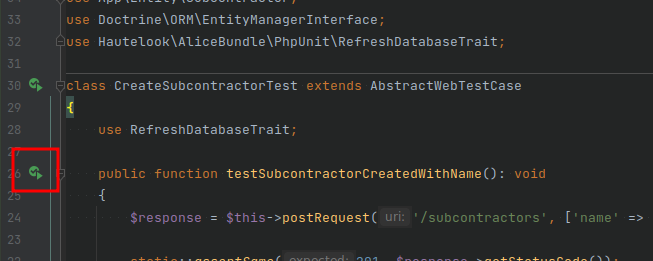 34 use App\Entity\Subcontractor;
33 use Doctrine\ORM\EntityManagerInterface;
32 use Hautelook\AliceBundle\PhpUnit\RefreshDatabaseTrait;
31
30 class CreateSubcontractorTest extends AbstractWebTestCase
29 {
28 use RefreshDatabaseTrait;
27
26 public function testSubcontractorCreatedWithName(): void
25 {
24 $response = $this->postRequest( uri: '/subcontractors', ['name' =>
23
22 static::assertSame( expected: 201, $response->getStatusCode());